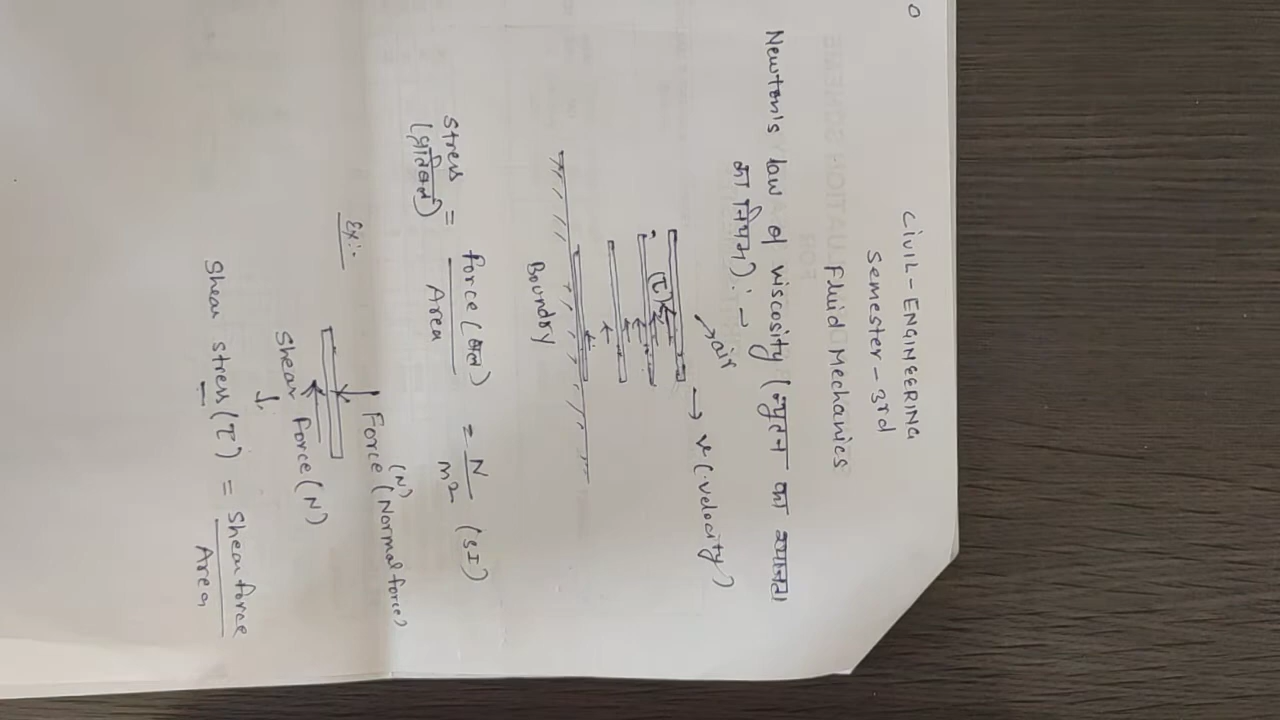 CIVIL-ENGINEERING
Semester-3rd
Fluid Mechanics
Newton's law of viscosity (न्यूटन का श्यानता
का नियम):→
air
→ v (velocity)
(τ)
Boundry
Stress = Force (बल) / Area = N / m² (SI)
(प्रतिबल)
Ex:-
Force (Normal force)
(N)
Shear Force (N)
↓
Shear stress (τ) = Shear force / Area